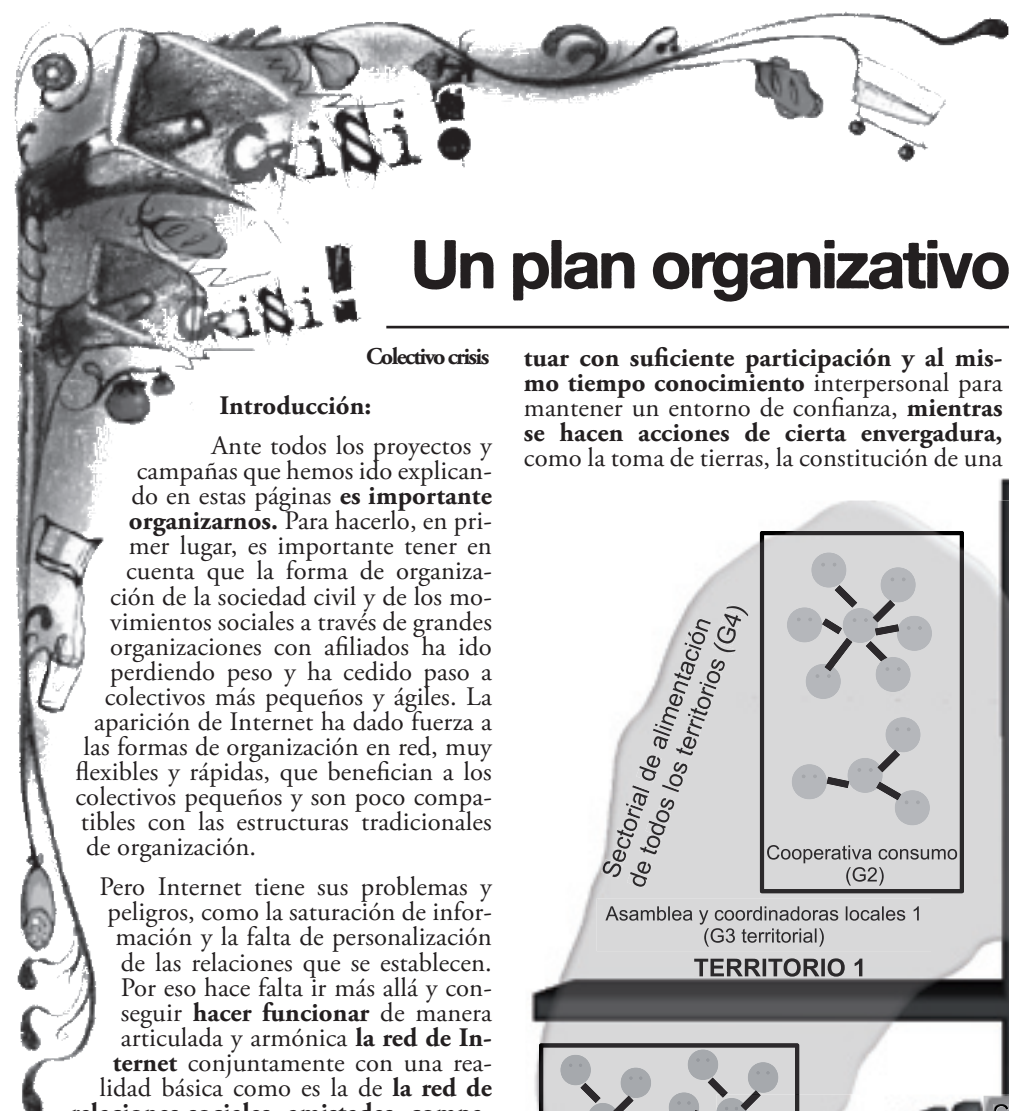 CriSi!
CriSi!
Un plan organizativo
Colectivo crisis
Introducción:
Ante todos los proyectos y
campañas que hemos ido explican-
do en estas páginas es importante
organizarnos. Para hacerlo, en pri-
mer lugar, es importante tener en
cuenta que la forma de organiza-
ción de la sociedad civil y de los mo-
vimientos sociales a través de grandes
organizaciones con afiliados ha ido
perdiendo peso y ha cedido paso a
colectivos más pequeños y ágiles. La
aparición de Internet ha dado fuerza a
las formas de organización en red, muy
flexibles y rápidas, que benefician a los
colectivos pequeños y son poco compa-
tibles con las estructuras tradicionales
de organización.
Pero Internet tiene sus problemas y
peligros, como la saturación de infor-
mación y la falta de personalización
de las relaciones que se establecen.
Por eso hace falta ir más allá y con-
seguir hacer funcionar de manera
articulada y armónica la red de In-
ternet conjuntamente con una rea-
lidad básica como es la de la red de
tuar con suficiente participación y al mis-
mo tiempo conocimiento interpersonal para
mantener un entorno de confianza, mientras
se hacen acciones de cierta envergadura,
como la toma de tierras, la constitución de una
Sectorial de alimentación
de todos los territorios (G4)
Cooperativa consumo
(G2)
Asamblea y coordinadoras locales 1
(G3 territorial)
TERRITORIO 1